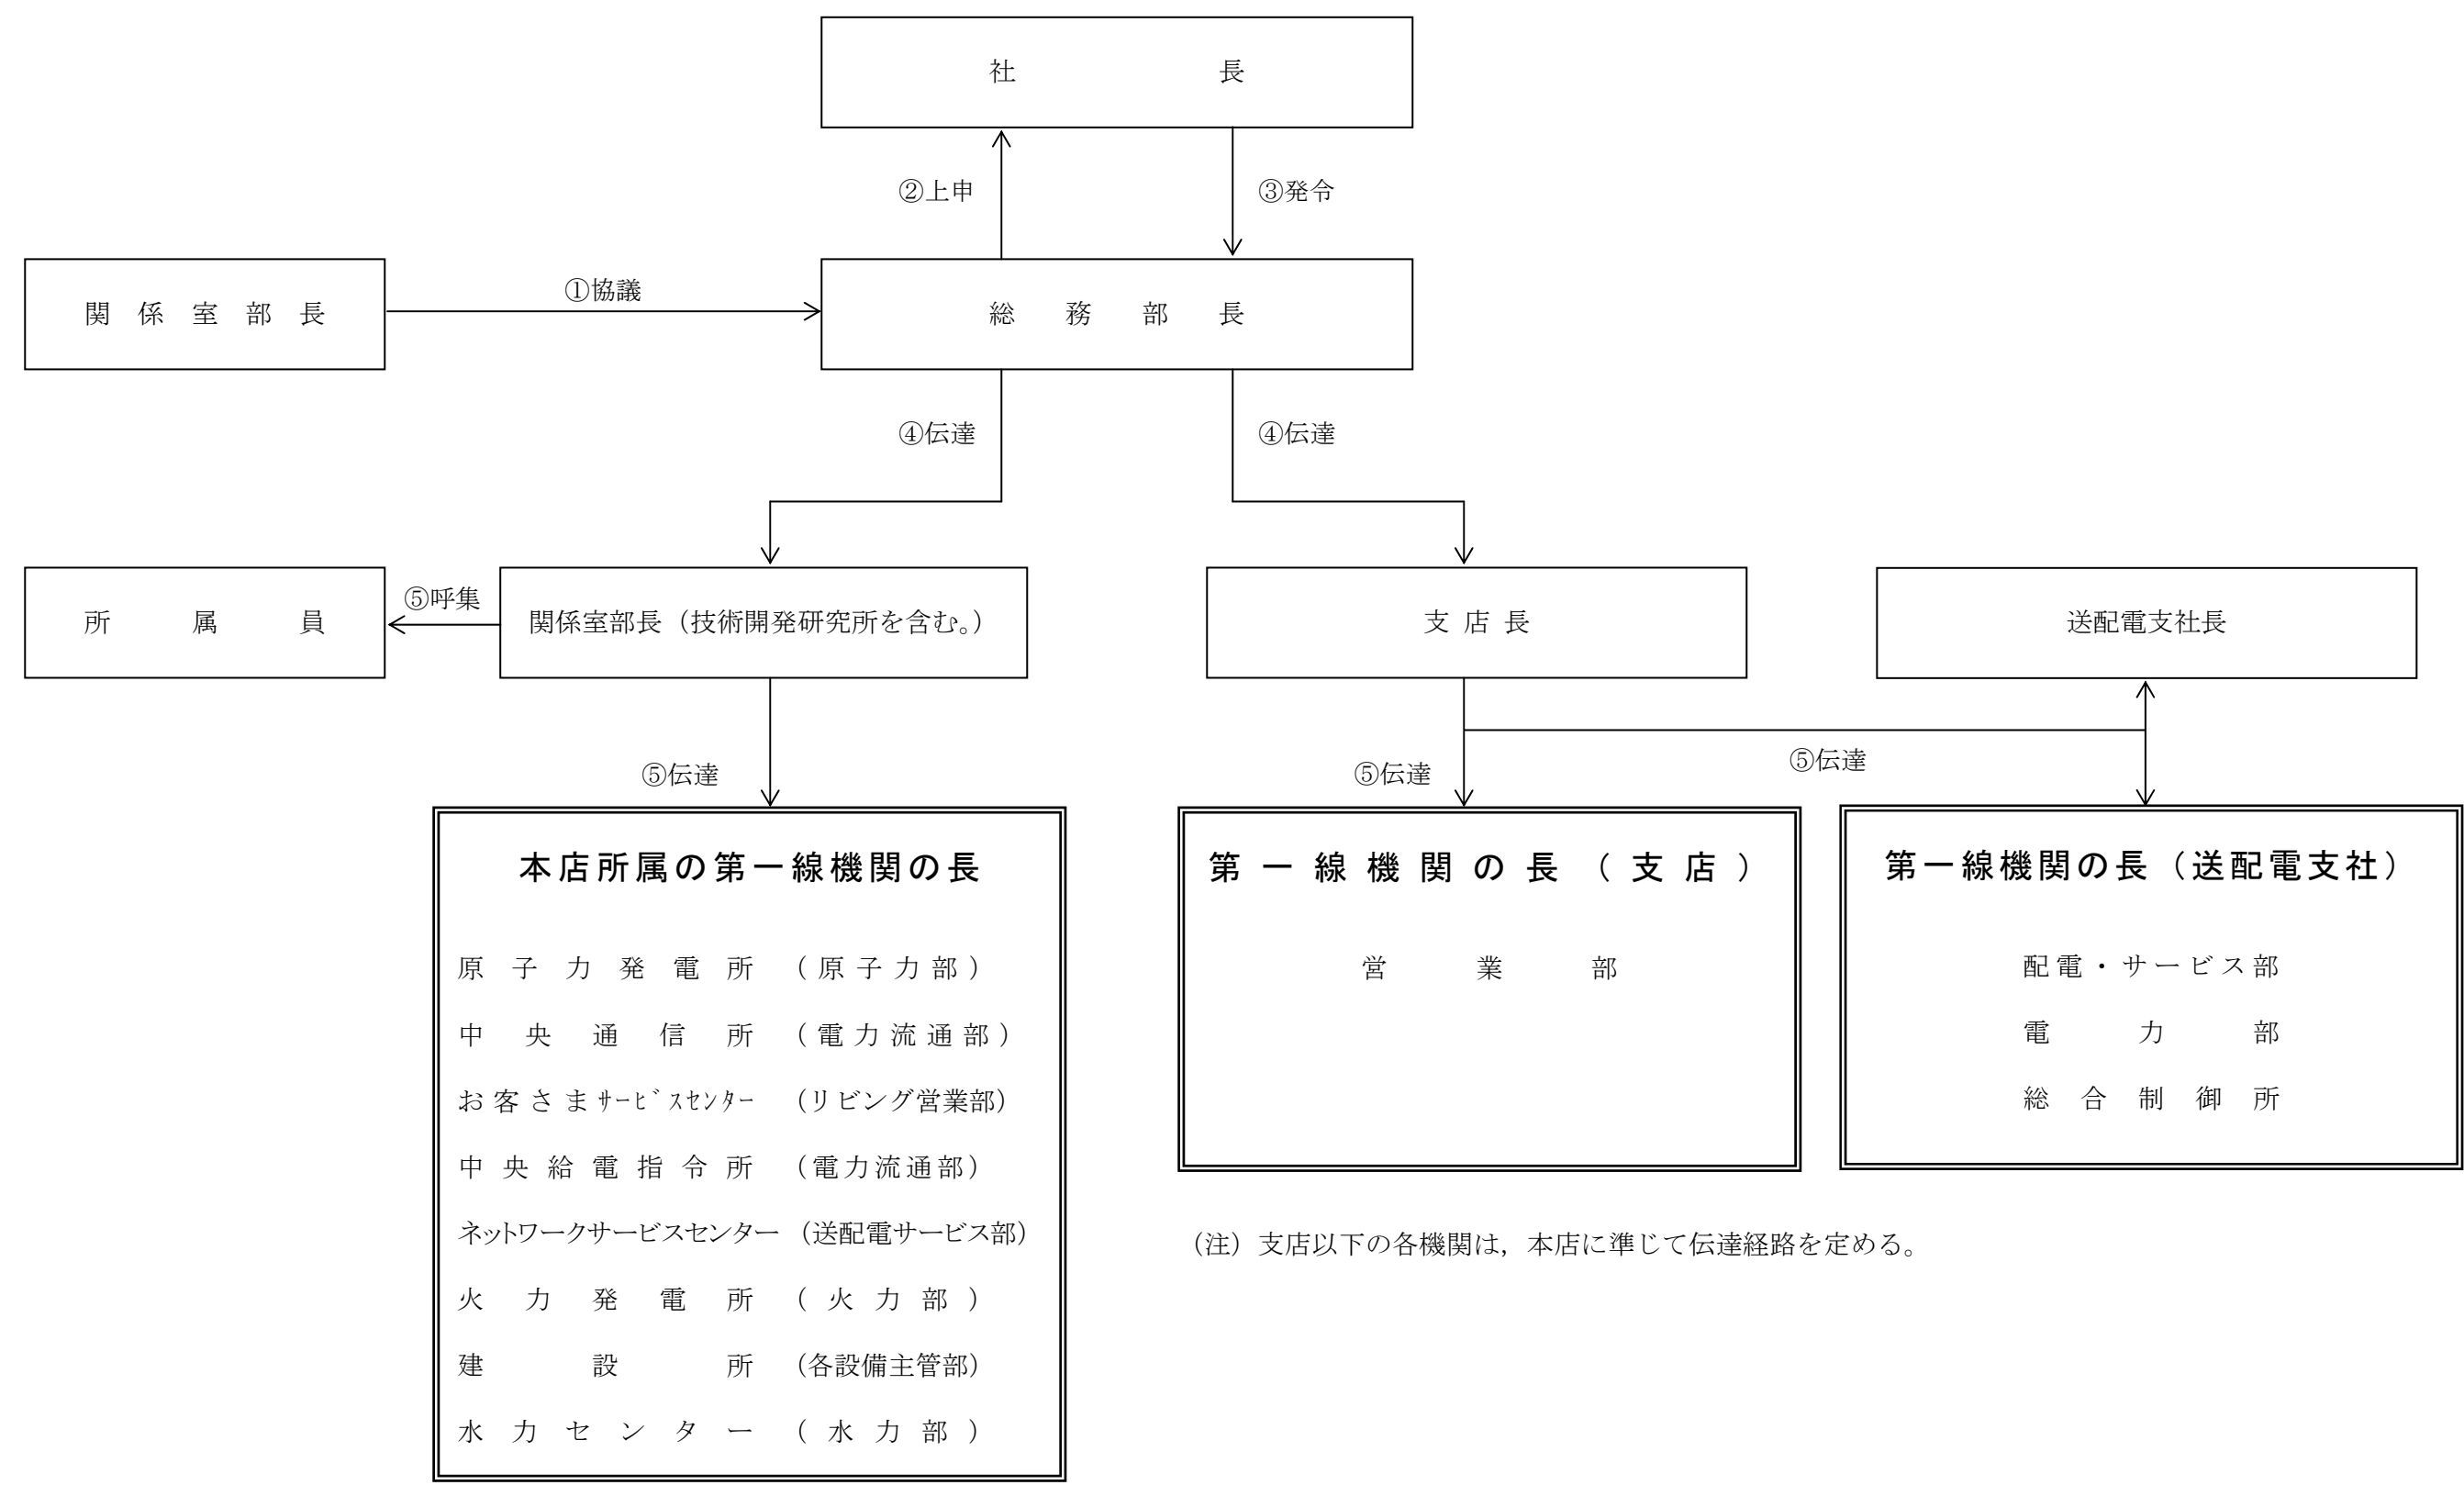 社長
②上申
③発令
関係室部長
①協議
総務部長
④伝達
④伝達
所属員
⑤呼集
関係室部長（技術開発研究所を含む。）
支店長
送配電支社長
⑤伝達
⑤伝達
⑤伝達
本店所属の第一線機関の長
原子力発電所（原子力部）
中央通信所（電力流通部）
お客さまｻｰﾋﾞｽｾﾝﾀｰ（リビング営業部）
中央給電指令所（電力流通部）
ネットワークサービスセンター（送配電サービス部）
火力発電所（火力部）
建設所（各設備主管部）
水力センター（水力部）
第一線機関の長（支店）
営業部
第一線機関の長（送配電支社）
配電・サービス部
電力部
総合制御所
（注）支店以下の各機関は，本店に準じて伝達経路を定める。